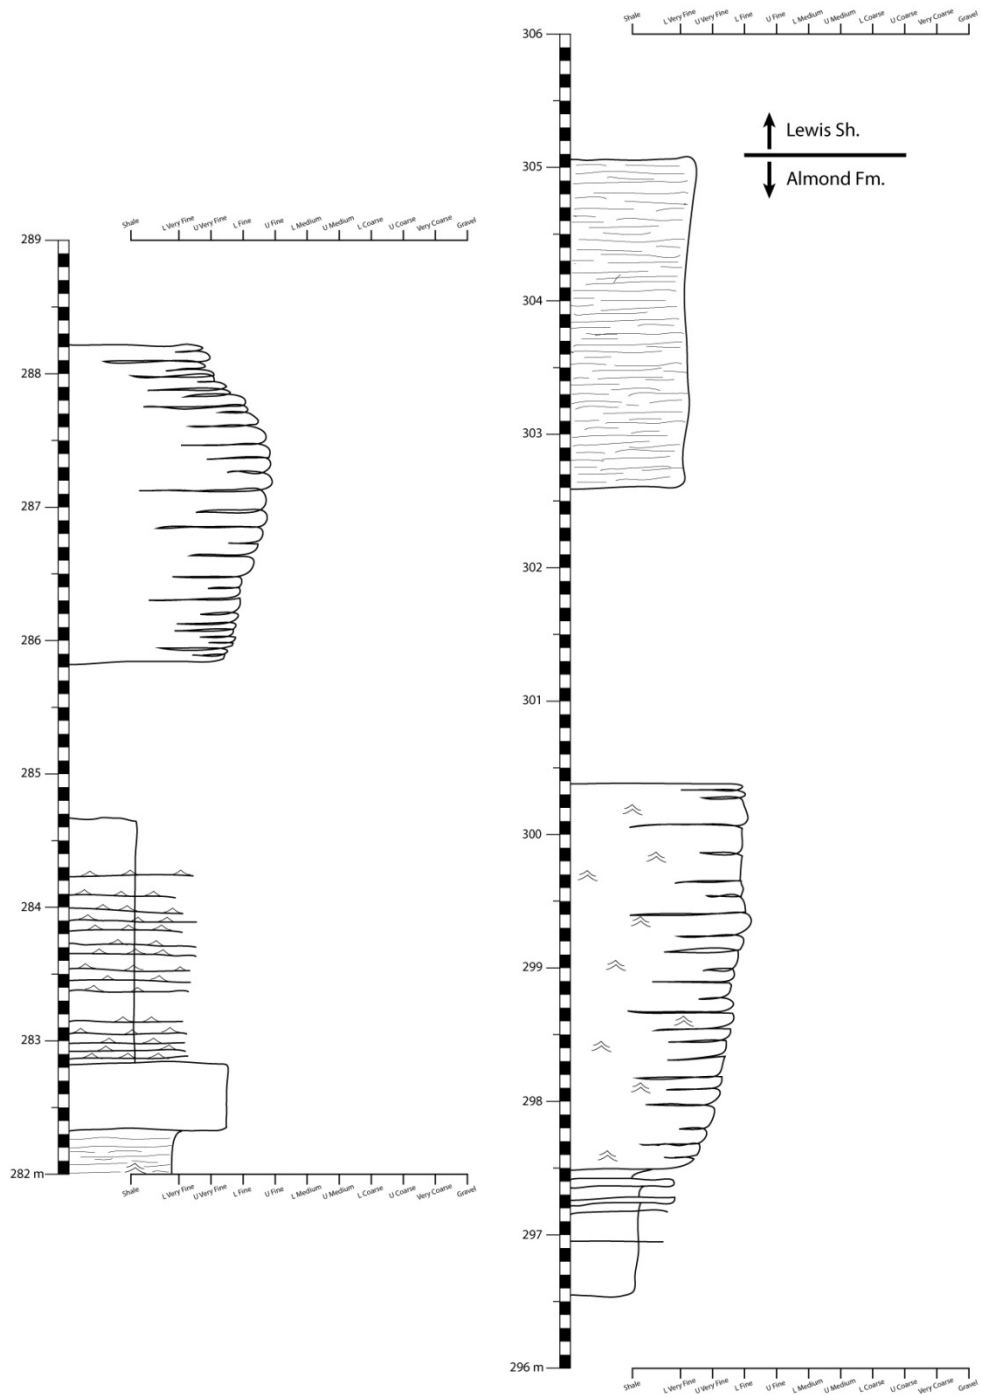 Shale L Very Fine U Very Fine L Fine U Fine L Medium U Medium L Coarse U Coarse Very Coarse Gravel
306
Lewis Sh.
305
Almond Fm.
304
303
302
301
300
299
298
297
296 m
Shale L Very Fine U Very Fine L Fine U Fine L Medium U Medium L Coarse U Coarse Very Coarse Gravel
Shale L Very Fine U Very Fine L Fine U Fine L Medium U Medium L Coarse U Coarse Very Coarse Gravel
289
288
287
286
285
284
283
282 m
Shale L Very Fine U Very Fine L Fine U Fine L Medium U Medium L Coarse U Coarse Very Coarse Gravel